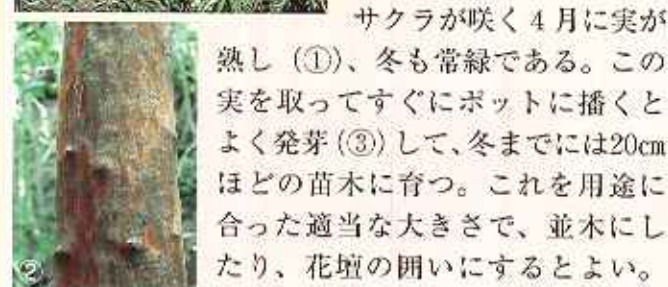 サクラが咲く4月に実が
熟し (①)、冬も常緑である。この
実を取ってすぐにポットに播くと
よく発芽(③)して、冬までには20cm
ほどの苗木に育つ。これを用途に
合った適当な大きさで、並木にし
たり、花壇の囲いにするとよい。
②